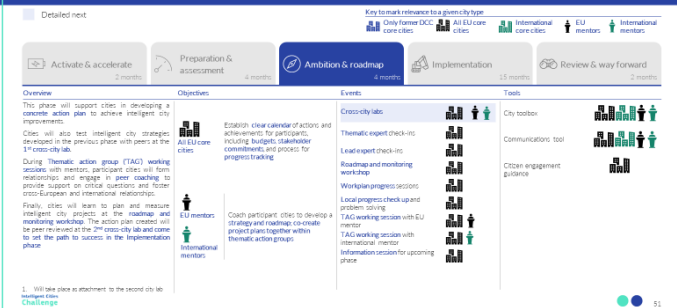 Detailed next
Key to mark relevance to a given city type
Only former DCC core cities
All EU core cities
International core cities
EU mentors
International mentors
Activate & accelerate
2 months
Preparation & assessment
4 months
Ambition & roadmap
4 months
Implementation
15 months
Review & way forward
2 months
Overview
This phase will support cities in developing a
concrete action plan to achieve intelligent city
improvements
Cities will also test intelligent city strategies
developed in the previous phase with peers at the
1st cross-city lab.
During Thematic action group ('TAG') working
sessions with mentors, participant cities will form
relationships and engage in peer coaching to
provide support on critical questions and foster
cross-European and international relationships.
Finally, cities will learn to plan and measure
intelligent city projects at the roadmap and
monitoring workshop. The action plan created will
be peer reviewed at the 2nd cross-city lab and come
to set the path to success in the Implementation
phase
Objectives
All EU core
cities
Establish clear calendar of actions and
achievements for participants,
including budgets, stakeholder
commitments, and process for
progress tracking
EU mentors
International
mentors
Coach participant cities to develop a
strategy and roadmap; co-create
project plans together within
thematic action groups
Events
Cross-city labs
Thematic expert check-ins
Lead expert check-ins
Roadmap and monitoring
workshop
Workplan progress sessions
Local progress check up and
problem solving
TAG working session with EU
mentor
TAG working session with
international mentor
Information session for upcoming
phase
Tools
City toolbox
Communications tool
Citizen engagement
guidance
1. Will take place as attachment to the second city lab
Intelligent Cities
Challenge
51